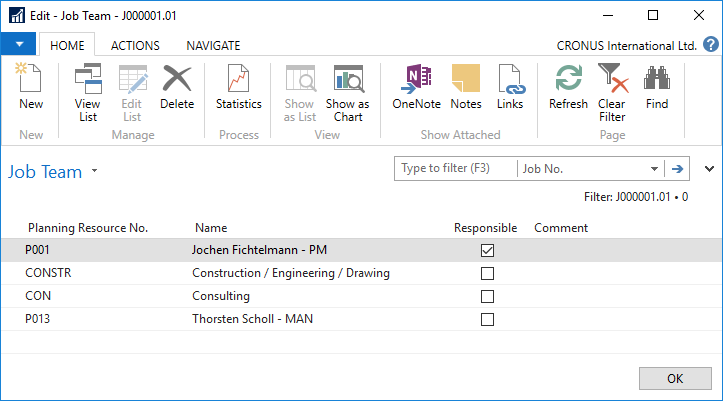 Edit - Job Team - J000001.01
HOME ACTIONS NAVIGATE CRONUS International Ltd. ?
New View List Edit List Delete Statistics Show as List Show as Chart OneNote Notes Links Refresh Clear Filter Find
New Manage Process View Show Attached Page
Job Team Type to filter (F3) Job No.
Filter: J000001.01 • 0
Planning Resource No. Name Responsible Comment
P001 Jochen Fichtelmann - PM
CONSTR Construction / Engineering / Drawing
CON Consulting
P013 Thorsten Scholl - MAN
OK